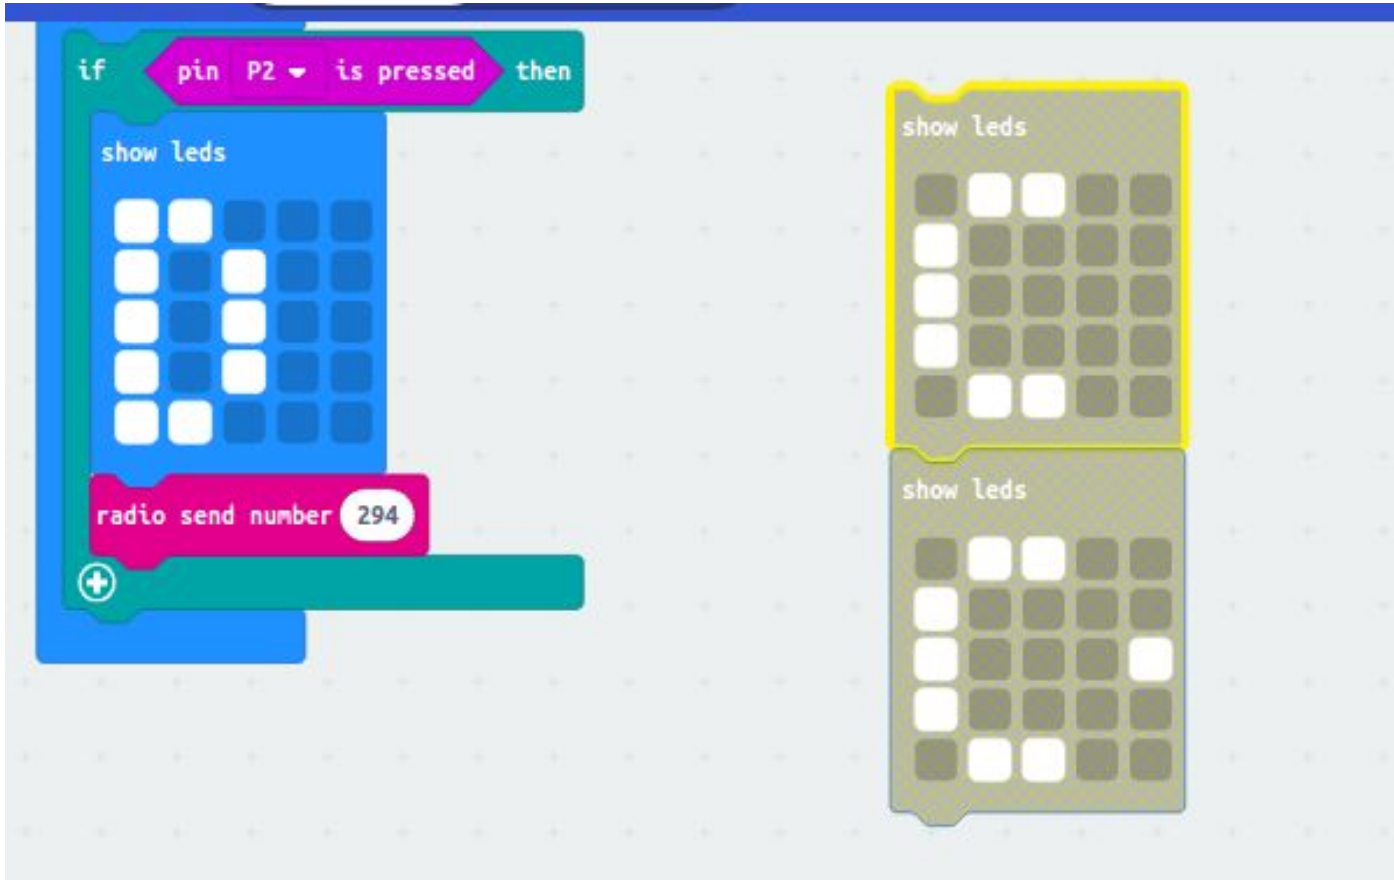 if pin P2 is pressed then
show leds
radio send number 294
show leds
show leds